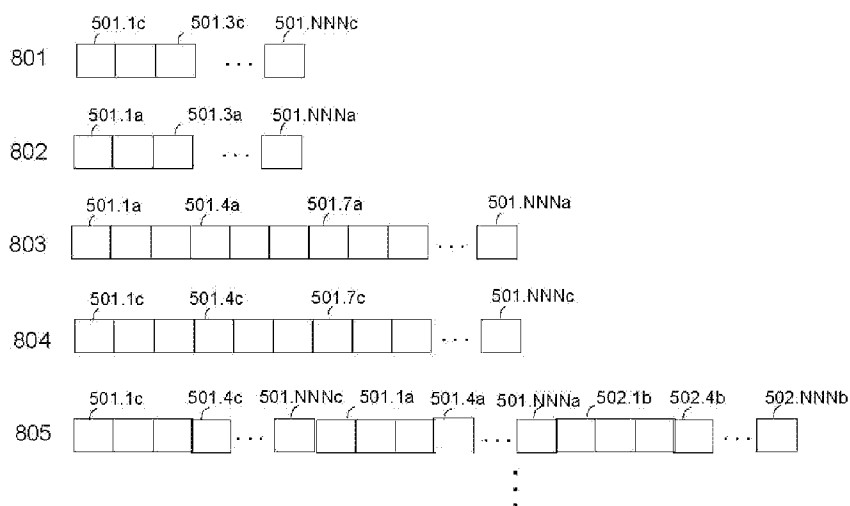 501.1c 501.3c 501.NNNc
801 ...
501.1a 501.3a 501.NNNa
802 ...
501.1a 501.4a 501.7a 501.NNNa
803 ...
501.1c 501.4c 501.7c 501.NNNc
804 ...
501.1c 501.4c 501.NNNc 501.1a 501.4a 501.NNNa 502.1b 502.4b 502.NNNb
805 ... ... ...